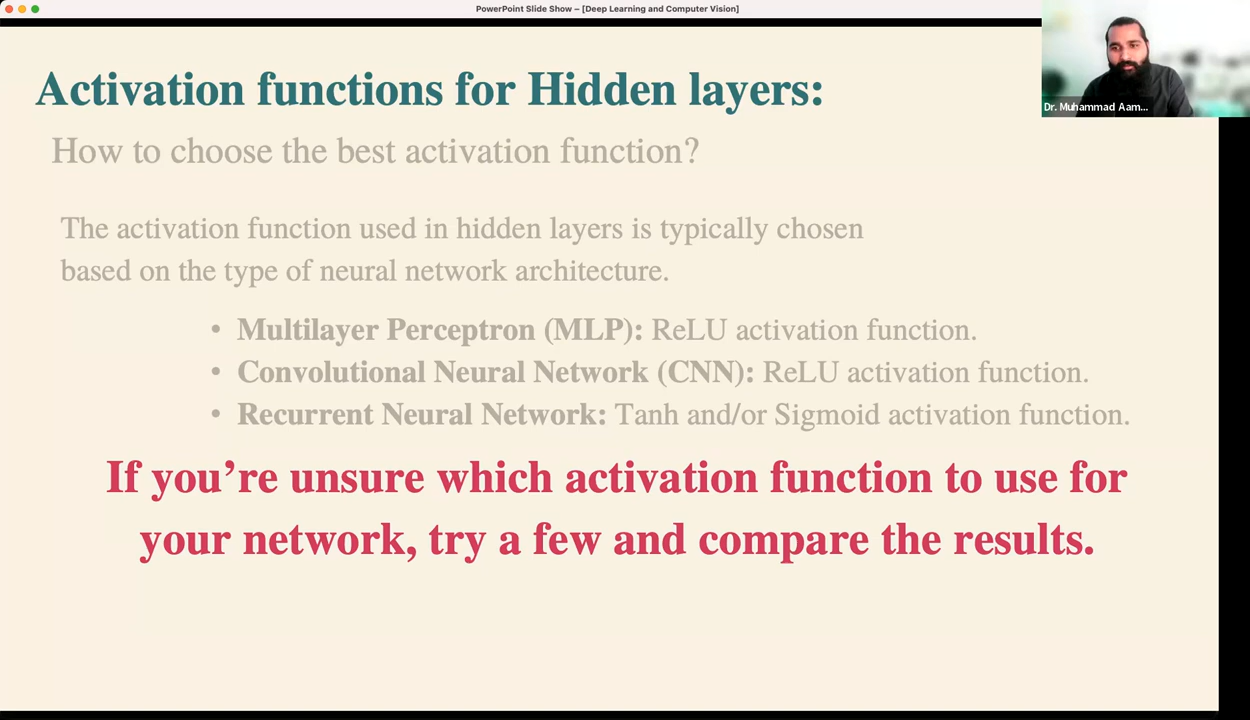 PowerPoint Slide Show – [Deep Learning and Computer Vision]
Dr. Muhammad Aam...
Activation functions for Hidden layers:
How to choose the best activation function?
The activation function used in hidden layers is typically chosen
based on the type of neural network architecture.
• Multilayer Perceptron (MLP): ReLU activation function.
• Convolutional Neural Network (CNN): ReLU activation function.
• Recurrent Neural Network: Tanh and/or Sigmoid activation function.
If you’re unsure which activation function to use for
your network, try a few and compare the results.